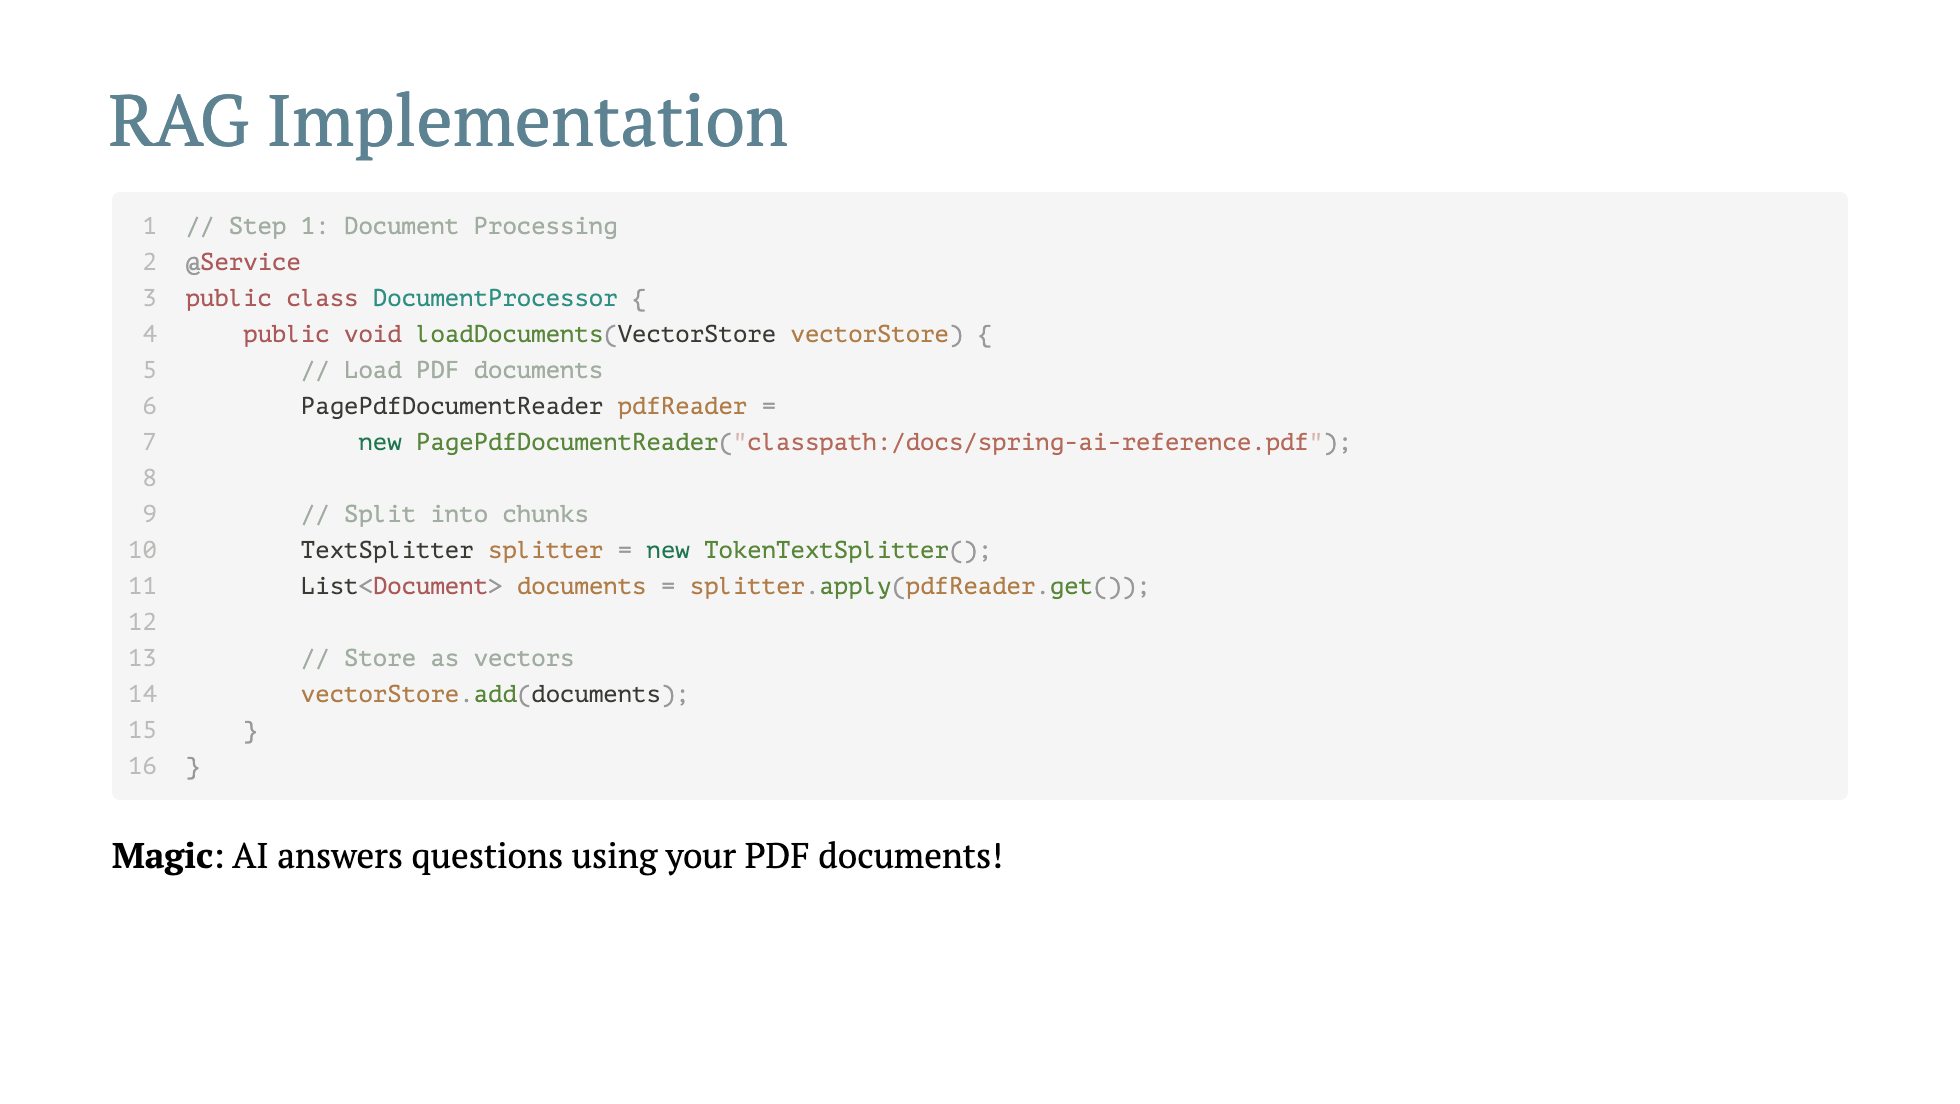 RAG Implementation
1 // Step 1: Document Processing
2 @Service
3 public class DocumentProcessor {
4     public void loadDocuments(VectorStore vectorStore) {
5         // Load PDF documents
6         PagePdfDocumentReader pdfReader =
7             new PagePdfDocumentReader("classpath:/docs/spring-ai-reference.pdf");
8
9         // Split into chunks
10         TextSplitter splitter = new TokenTextSplitter();
11         List<Document> documents = splitter.apply(pdfReader.get());
12
13         // Store as vectors
14         vectorStore.add(documents);
15     }
16 }
Magic: AI answers questions using your PDF documents!